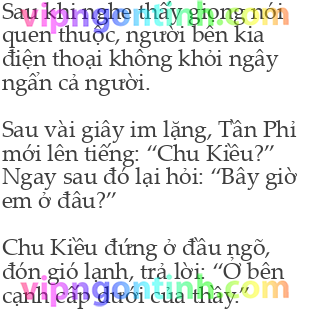 Sau khi nghe thấy giọng nói
quen thuộc, người bên kia
điện thoại không khỏi ngây
ngẩn cả người.
Sau vài giây im lặng, Tần Phỉ
mới lên tiếng: “Chu Kiều?”
Ngay sau đó lại hỏi: “Bây giờ
em ở đâu?”
Chu Kiều đứng ở đầu ngõ,
đón gió lạnh, trả lời: “Ở bên
cạnh cấp dưới của thầy.”
vipngontinh.com
vipngontinh.com